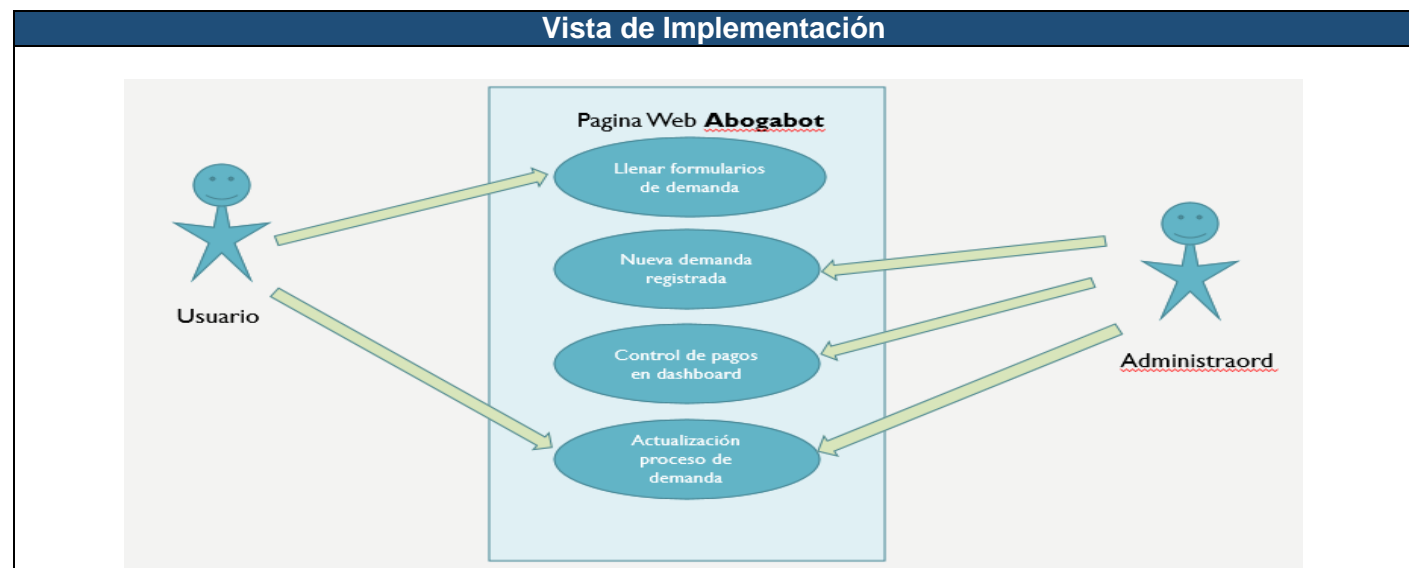 Vista de Implementación
Pagina Web Abogabot
Llenar formularios
de demanda
Nueva demanda
registrada
Control de pagos
en dashboard
Actualización
proceso de
demanda
Usuario
Administraord